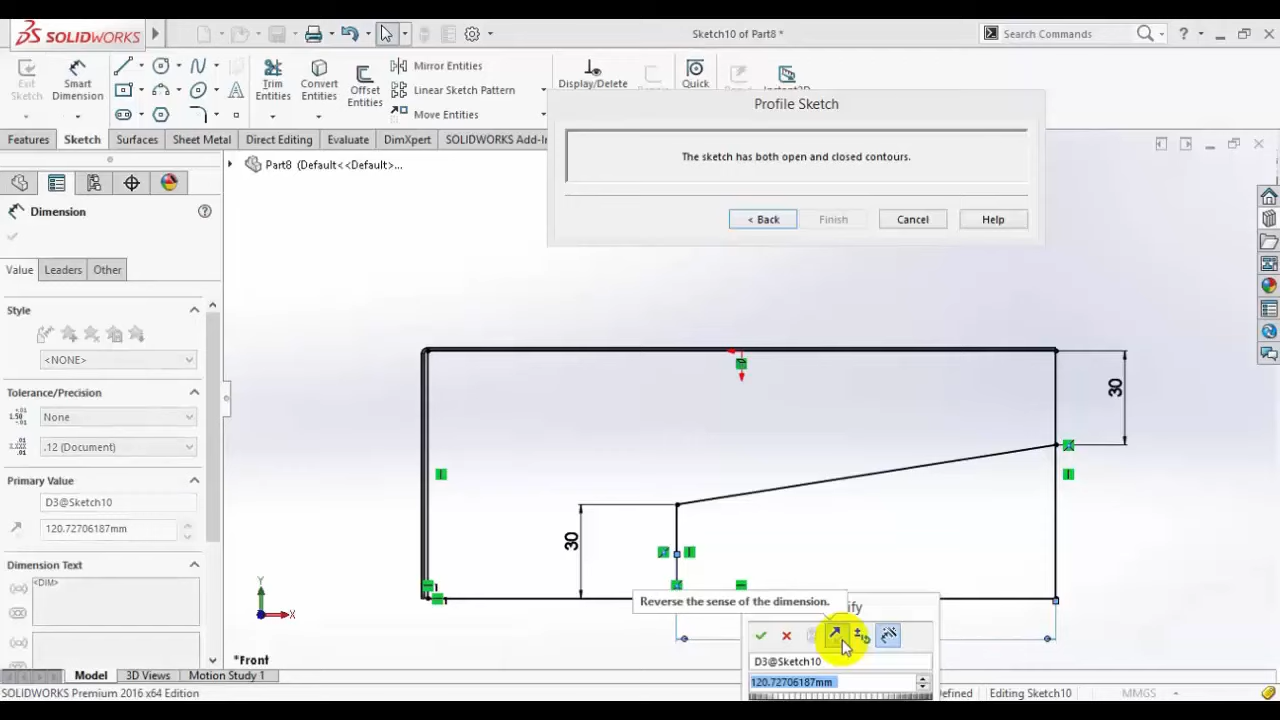 SOLIDWORKS
Sketch10 of Part8 *
Search Commands
Exit
Sketch
Smart
Dimension
Trim
Entities
Convert
Entities
Offset
Entities
Mirror Entities
Linear Sketch Pattern
Move Entities
Display/Delete
Quick
Features
Sketch
Surfaces
Sheet Metal
Direct Editing
Evaluate
DimXpert
SOLIDWORKS Add-In
Profile Sketch
The sketch has both open and closed contours.
< Back
Finish
Cancel
Help
Part8 (Default<<Default>...
Dimension
Value
Leaders
Other
Style
<NONE>
Tolerance/Precision
None
.12 (Document)
Primary Value
D3@Sketch10
120.72706187mm
Dimension Text
<DIM>
30
30
1
1
Y
X
*Front
Reverse the sense of the dimension.
ify
D3@Sketch10
120.72706187mm
Model
3D Views
Motion Study 1
SOLIDWORKS Premium 2016 x64 Edition
efined
Editing Sketch10
MMGS